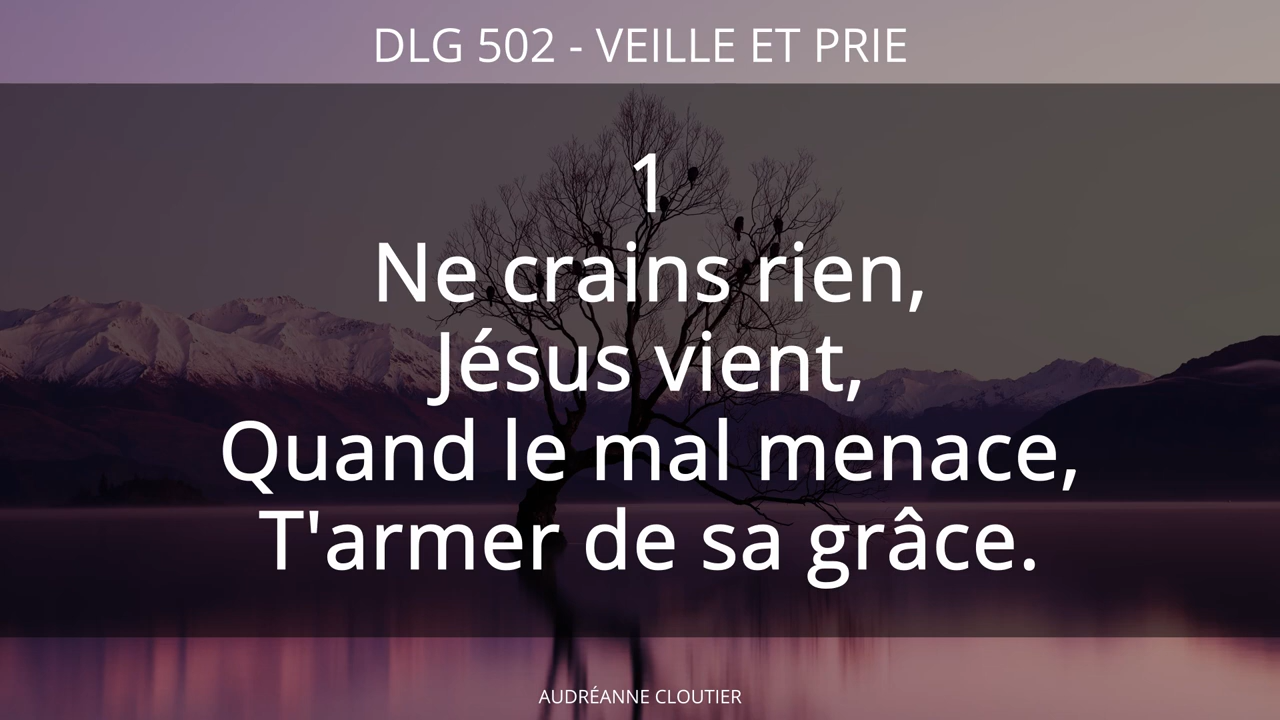 DLG 502 - VEILLE ET PRIE
1
Ne crains rien,
Jésus vient,
Quand le mal menace,
T'armer de sa grâce.
AUDRÉANNE CLOUTIER